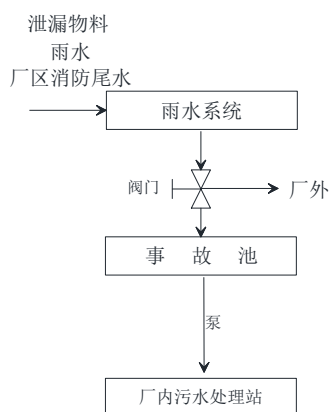 泄漏物料
雨水
厂区消防尾水
雨水系统
阀门
厂外
事 故 池
泵
厂内污水处理站